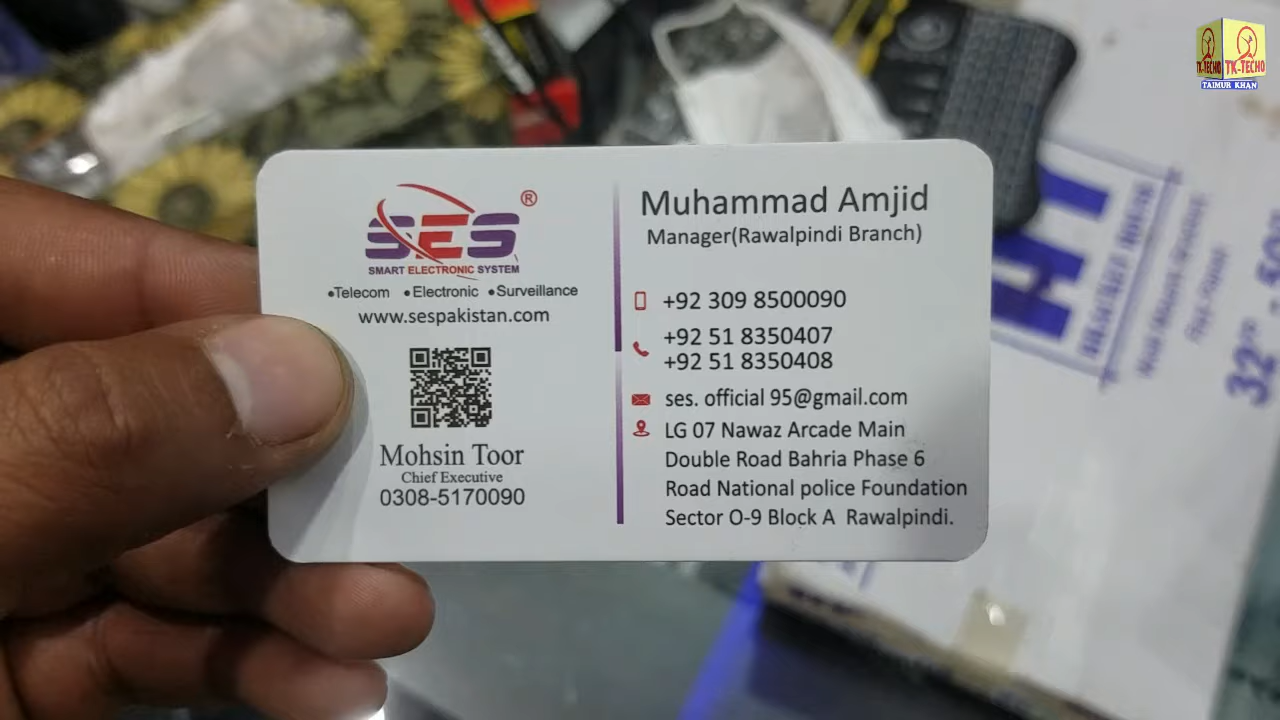 SES ®
SMART ELECTRONIC SYSTEM
•Telecom •Electronic •Surveillance
www.sespakistan.com
Mohsin Toor
Chief Executive
0308-5170090
Muhammad Amjid
Manager(Rawalpindi Branch)
+92 309 8500090
+92 51 8350407
+92 51 8350408
ses. official 95@gmail.com
LG 07 Nawaz Arcade Main
Double Road Bahria Phase 6
Road National police Foundation
Sector O-9 Block A Rawalpindi.
TK-TECHO TK-TECHO
TAIMUR KHAN